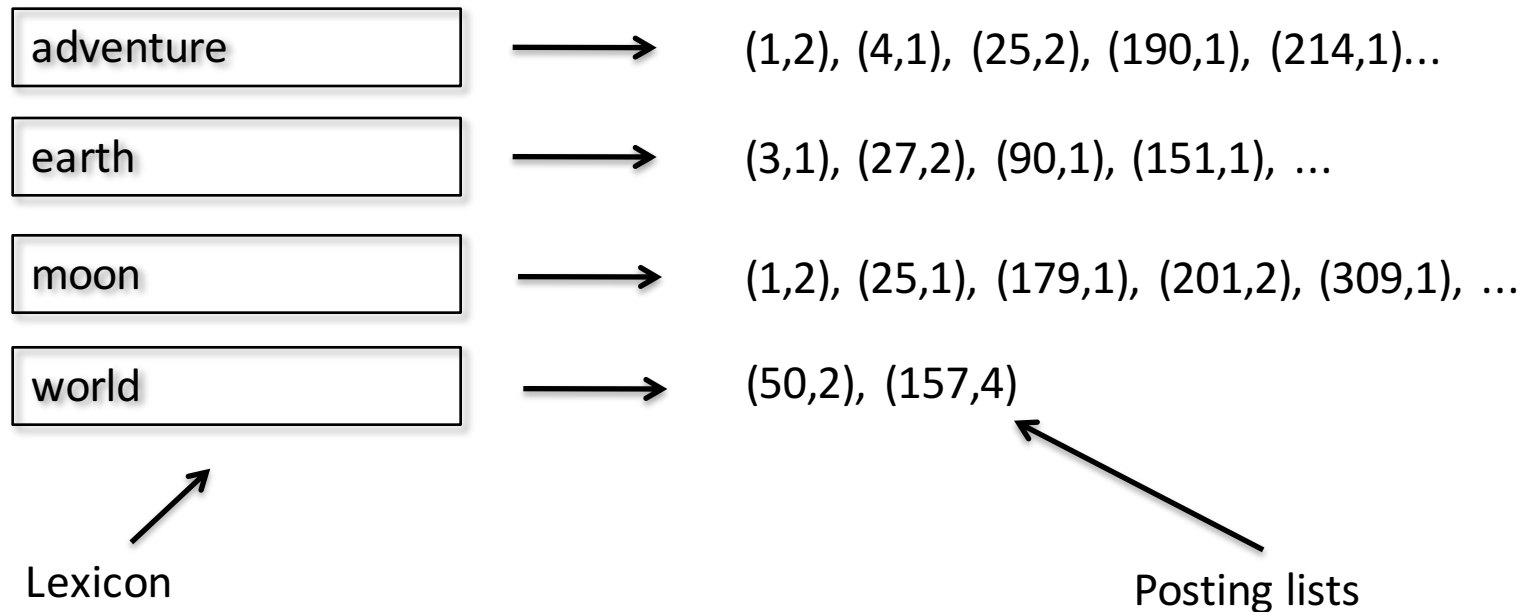 adventure (1,2), (4,1), (25,2), (190,1), (214,1)...
earth (3,1), (27,2), (90,1), (151,1), ...
moon (1,2), (25,1), (179,1), (201,2), (309,1), ...
world (50,2), (157,4)
Lexicon Posting lists